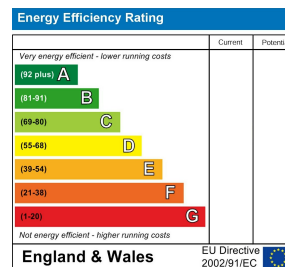 Energy Efficiency Rating
Current
Very energy efficient - lower running costs
(92 plus) A
(81-91) B
(69-80) C
(55-68) D
(39-54) E
(21-38) F
(1-20) G
Not energy efficient - higher running costs
England & Wales
EU Directive
2002/91/EC